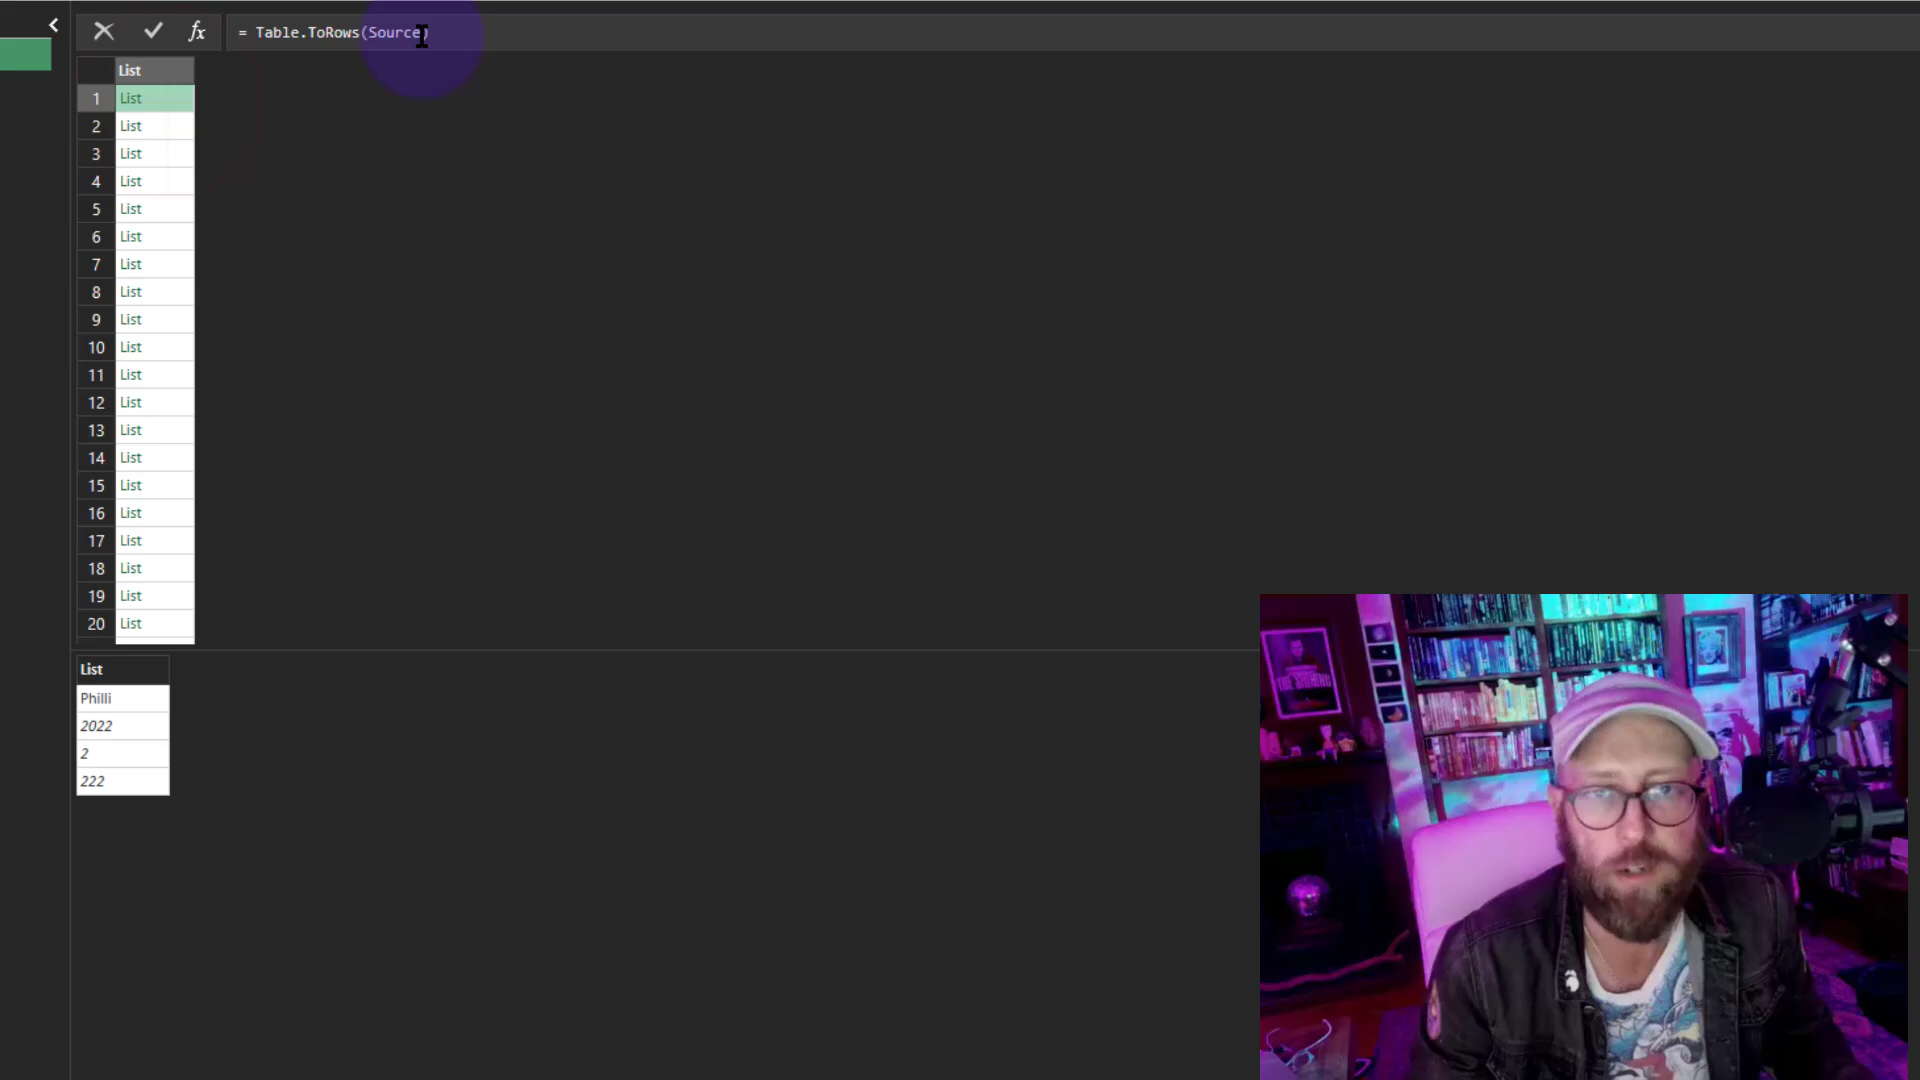 fx
= Table.ToRows(Source)
List
1 List
2 List
3 List
4 List
5 List
6 List
7 List
8 List
9 List
10 List
11 List
12 List
13 List
14 List
15 List
16 List
17 List
18 List
19 List
20 List
List
Philli
2022
2
222